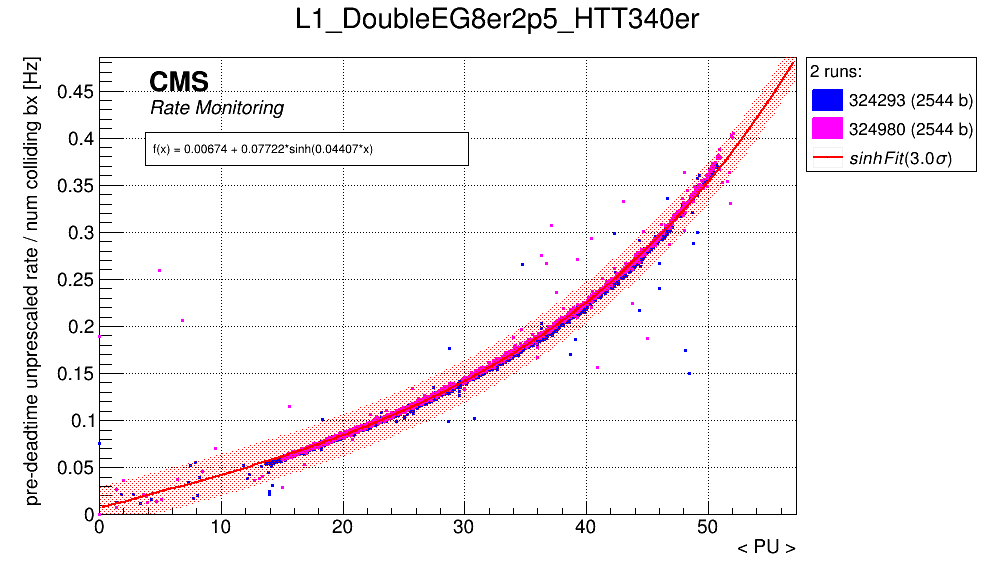 L1_DoubleEG8er2p5_HTT340er
pre-deadtime unprescaled rate / num colliding bx [Hz]
CMS
Rate Monitoring
f(x) = 0.00674 + 0.07722*sinh(0.04407*x)
2 runs:
324293 (2544 b)
324980 (2544 b)
sinhFit(3.0σ)
0.45
0.4
0.35
0.3
0.25
0.2
0.15
0.1
0.05
0
0 10 20 30 40 50
< PU >